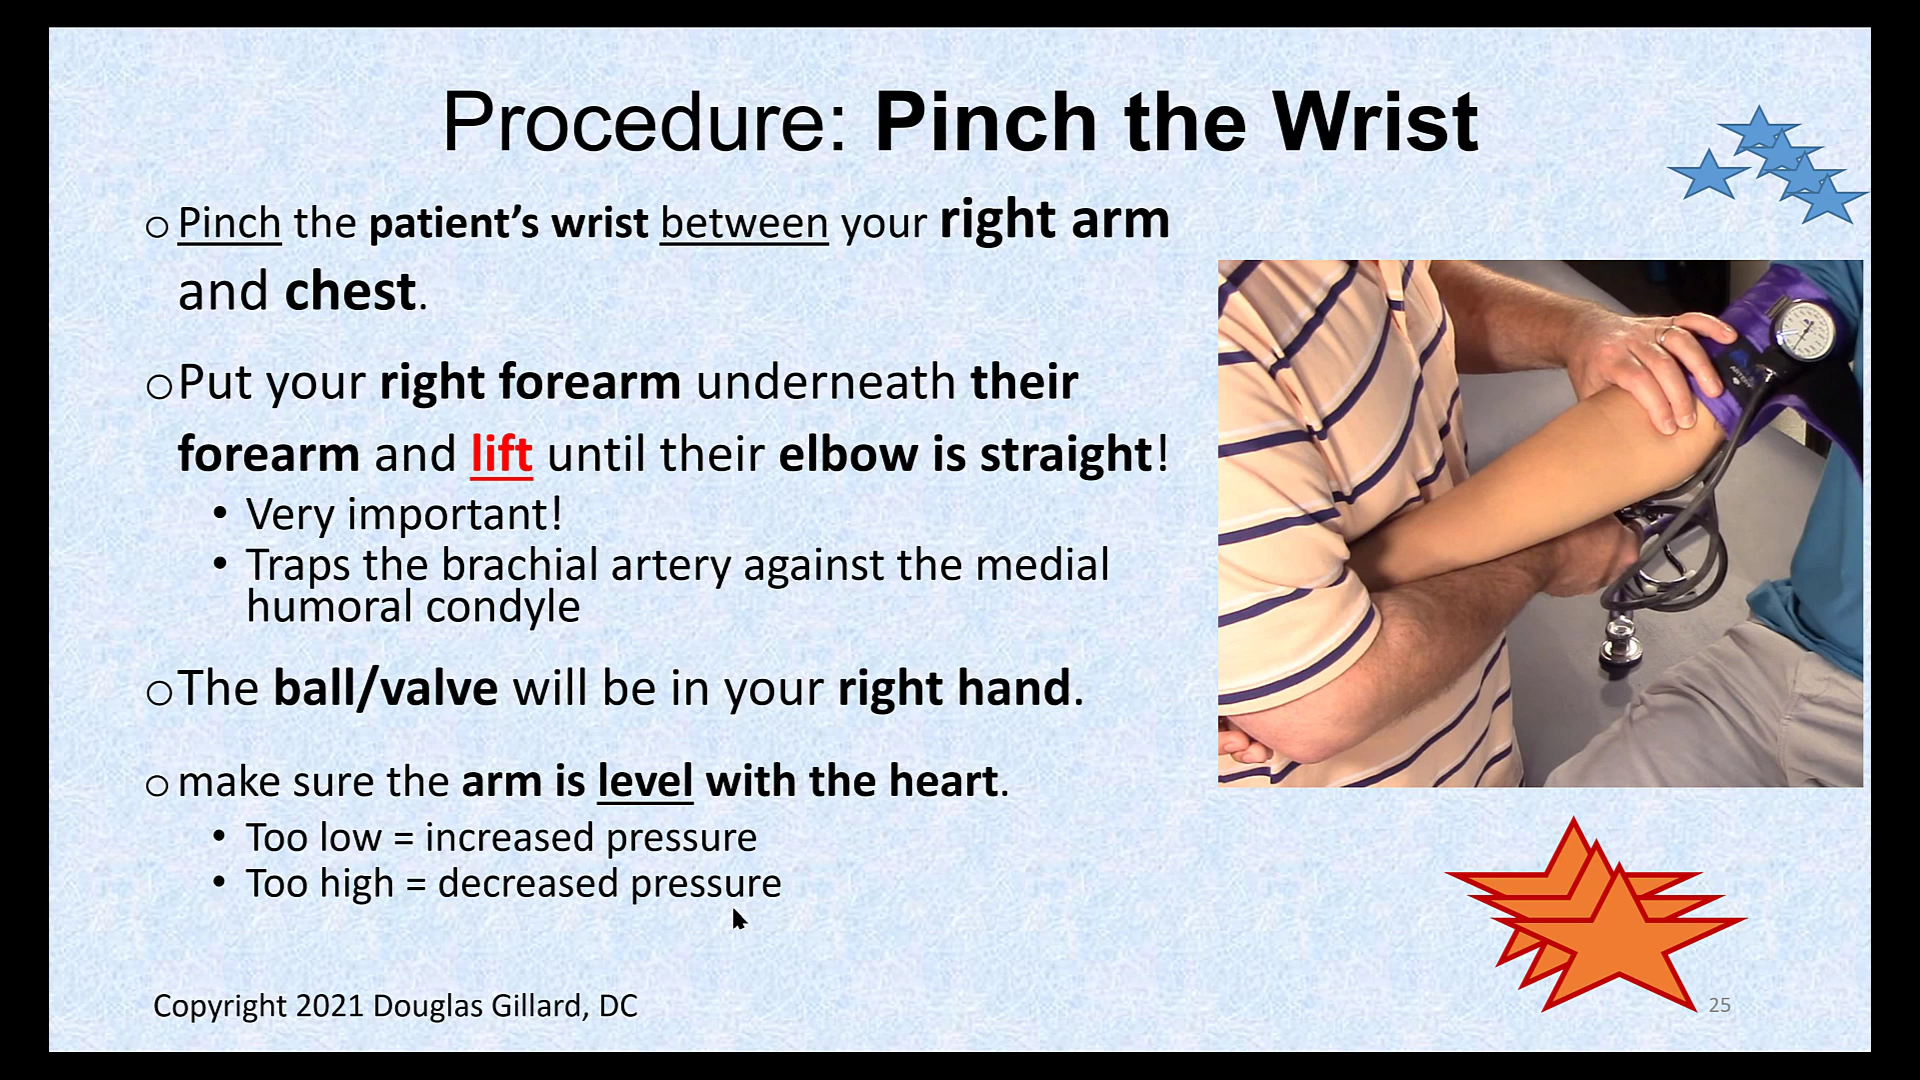 Procedure: Pinch the Wrist
○ Pinch the patient's wrist between your right arm
and chest.
○ Put your right forearm underneath their
forearm and lift until their elbow is straight!
• Very important!
• Traps the brachial artery against the medial
humoral condyle
○ The ball/valve will be in your right hand.
○ make sure the arm is level with the heart.
• Too low = increased pressure
• Too high = decreased pressure
Copyright 2021 Douglas Gillard, DC
25